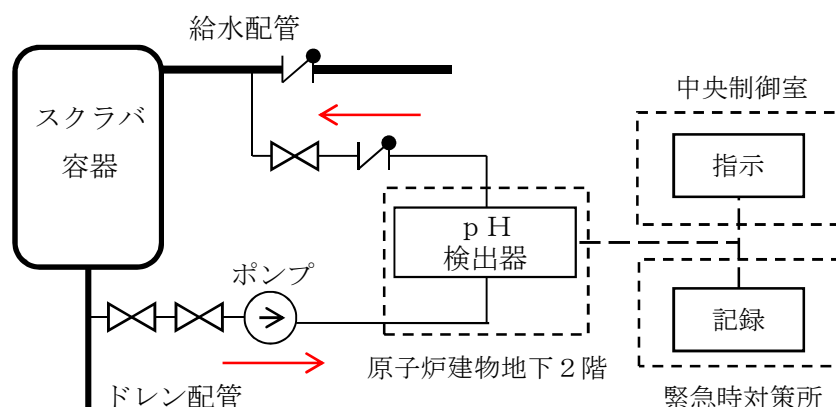 給水配管
スクラバ
容器
中央制御室
指示
pH
検出器
ポンプ
記録
原子炉建物地下2階
ドレン配管
緊急時対策所